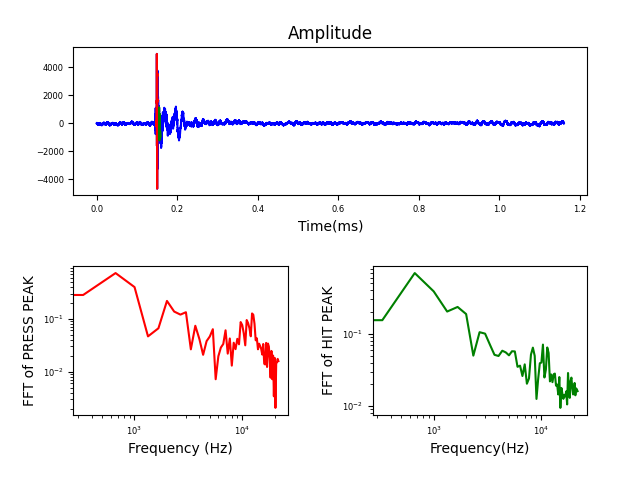 Amplitude
4000
2000
0
−2000
−4000
0.0 0.2 0.4 0.6 0.8 1.0 1.2
Time(ms)
FFT of PRESS PEAK
10⁻¹
10⁻²
10³ 10⁴
Frequency (Hz)
FFT of HIT PEAK
10⁻¹
10⁻²
10³ 10⁴
Frequency(Hz)